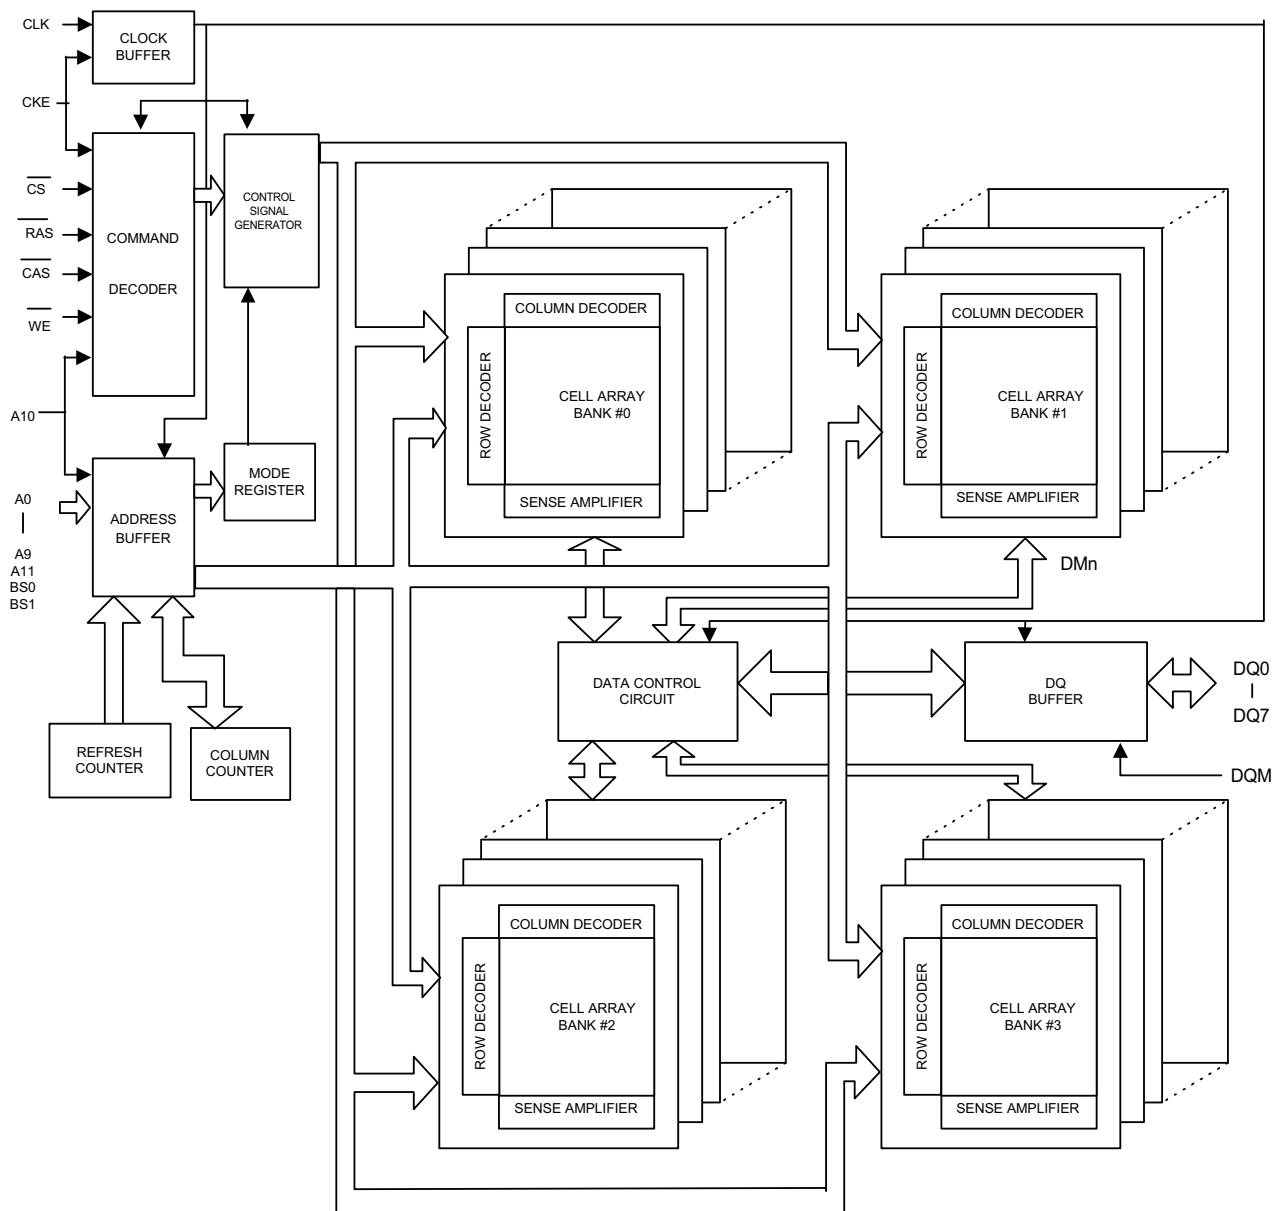 CLK
CLOCK
BUFFER
CKE
CS
RAS
CAS
WE
COMMAND
DECODER
CONTROL
SIGNAL
GENERATOR
A10
MODE
REGISTER
A0
A9
A11
BS0
BS1
ADDRESS
BUFFER
REFRESH
COUNTER
COLUMN
COUNTER
COLUMN DECODER
ROW DECODER
CELL ARRAY
BANK #0
SENSE AMPLIFIER
COLUMN DECODER
ROW DECODER
CELL ARRAY
BANK #1
SENSE AMPLIFIER
DMn
DATA CONTROL
CIRCUIT
DQ
BUFFER
DQ0
DQ7
DQM
COLUMN DECODER
ROW DECODER
CELL ARRAY
BANK #2
SENSE AMPLIFIER
COLUMN DECODER
ROW DECODER
CELL ARRAY
BANK #3
SENSE AMPLIFIER